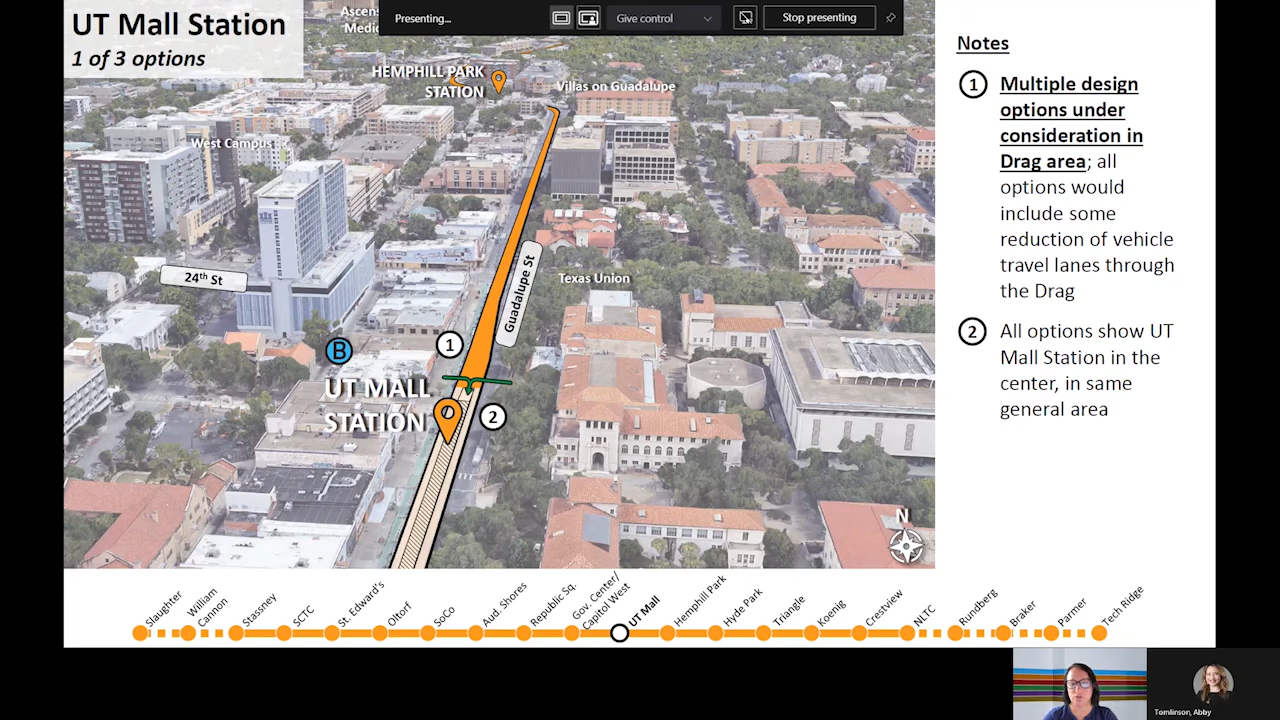 UT Mall Station
1 of 3 options
Presenting...
Give control
Stop presenting
Ascen
Medic
HEMPHILL PARK
STATION
Villas on Guadalupe
West Campus
24th St
Guadalupe St
Texas Union
B
1
UT MALL
STATION
2
N
Notes
1 Multiple design
options under
consideration in
Drag area; all
options would
include some
reduction of vehicle
travel lanes through
the Drag
2 All options show UT
Mall Station in the
center, in same
general area
Slaughter
William
Cannon
Stassney
SCTC
St. Edward's
Oltorf
SoCo
Aud. Shores
Republic Sq.
Gov. Center/
Capitol West
UT Mall
Hemphill Park
Hyde Park
Triangle
Koenig
Crestview
NLTC
Rundberg
Braker
Parmer
Tech Ridge
Tomlinson, Abby